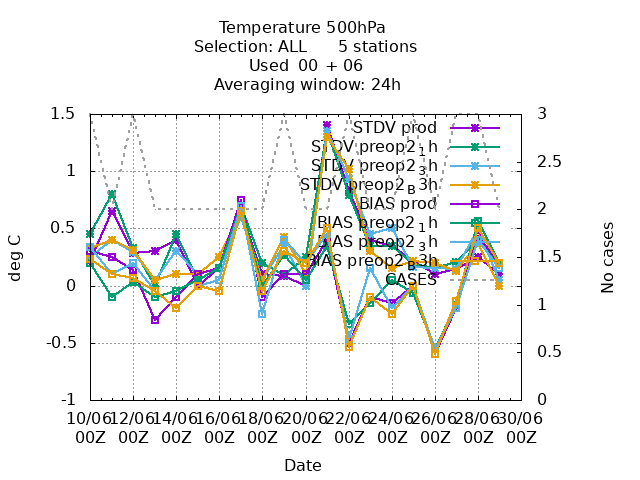 Temperature 500hPa
Selection: ALL 5 stations
Used 00 + 06
Averaging window: 24h
1.5
1
0.5
0
-0.5
-1
deg C
3
2.5
2
1.5
1
0.5
0
No cases
STDV prod
STDV preop2_1h
STDV preop2_3h
STDV preop2_B3h
BIAS prod
BIAS preop2_1h
BIAS preop2_3h
BIAS preop2_B3h
CASES
10/06 12/06 14/06 16/06 18/06 20/06 22/06 24/06 26/06 28/06 30/06
00Z 00Z 00Z 00Z 00Z 00Z 00Z 00Z 00Z 00Z 00Z
Date